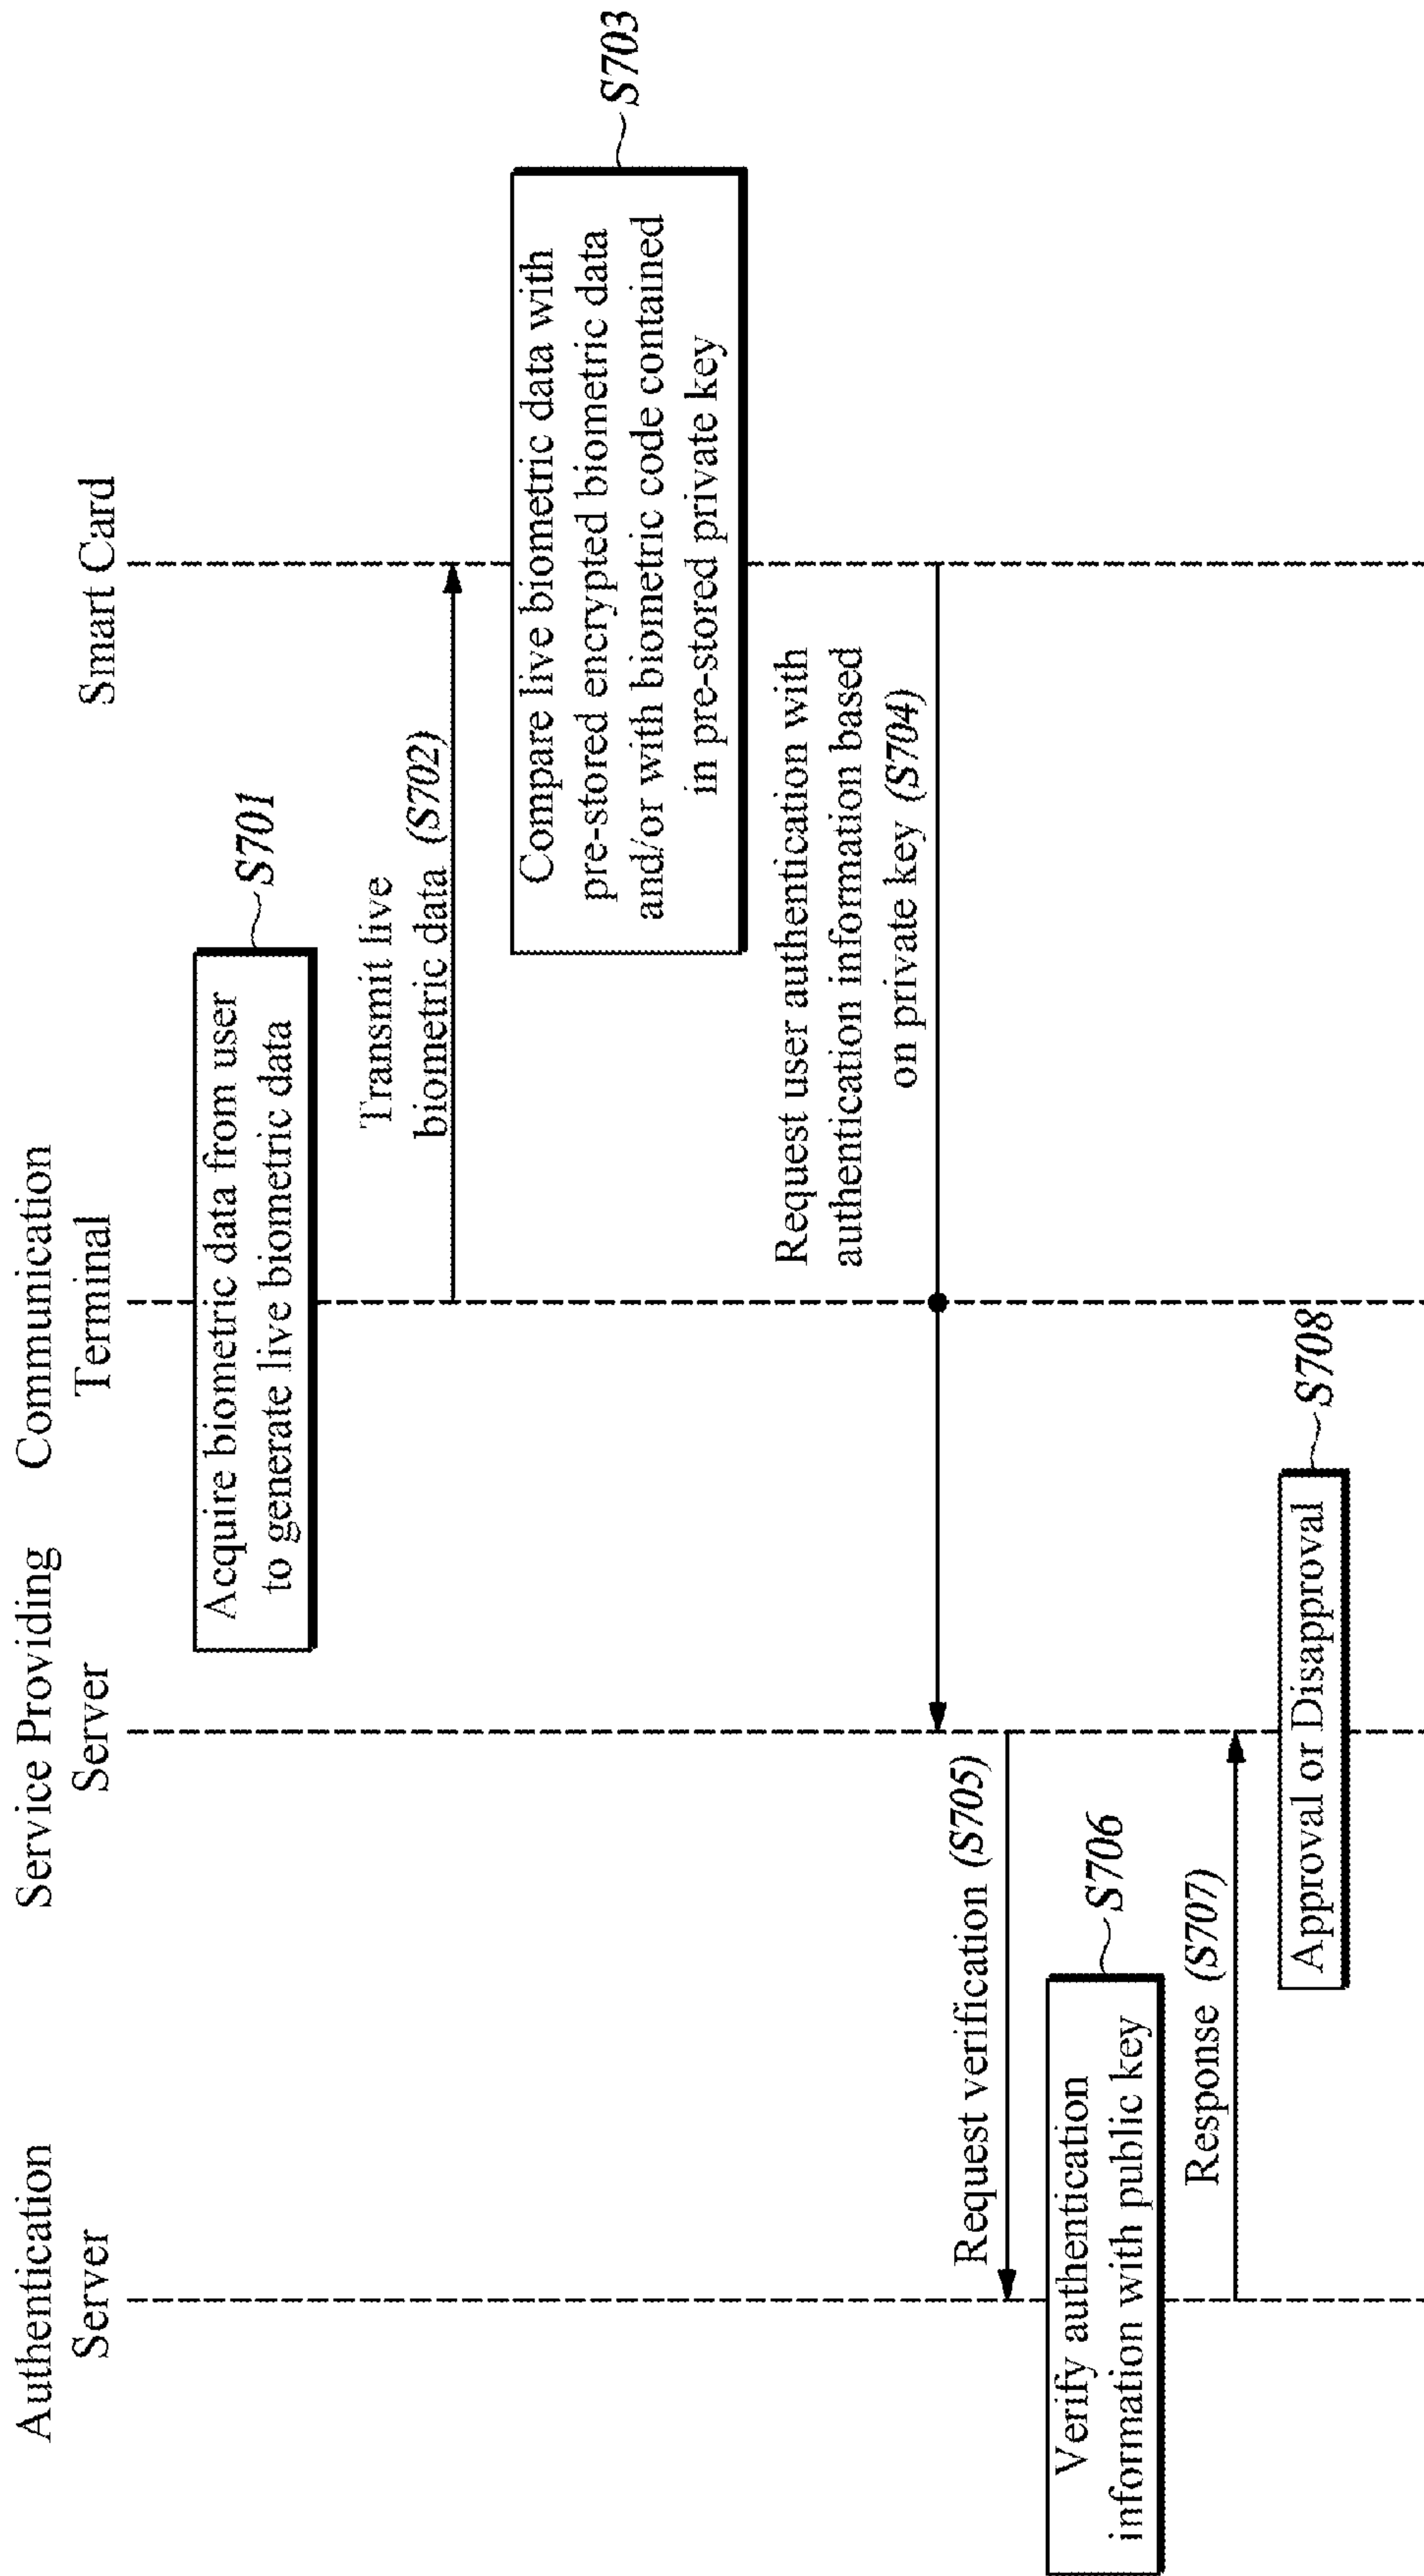 Authentication
Server
Service Providing
Server
Communication
Terminal
Smart Card
Acquire biometric data from user
to generate live biometric data
S701
Transmit live
biometric data (S702)
Compare live biometric data with
pre-stored encrypted biometric data
and/or with biometric code contained
in pre-stored private key
S703
Request user authentication with
authentication information based
on private key (S704)
Request verification (S705)
Verify authentication
information with public key
S706
Response (S707)
Approval or Disapproval
S708